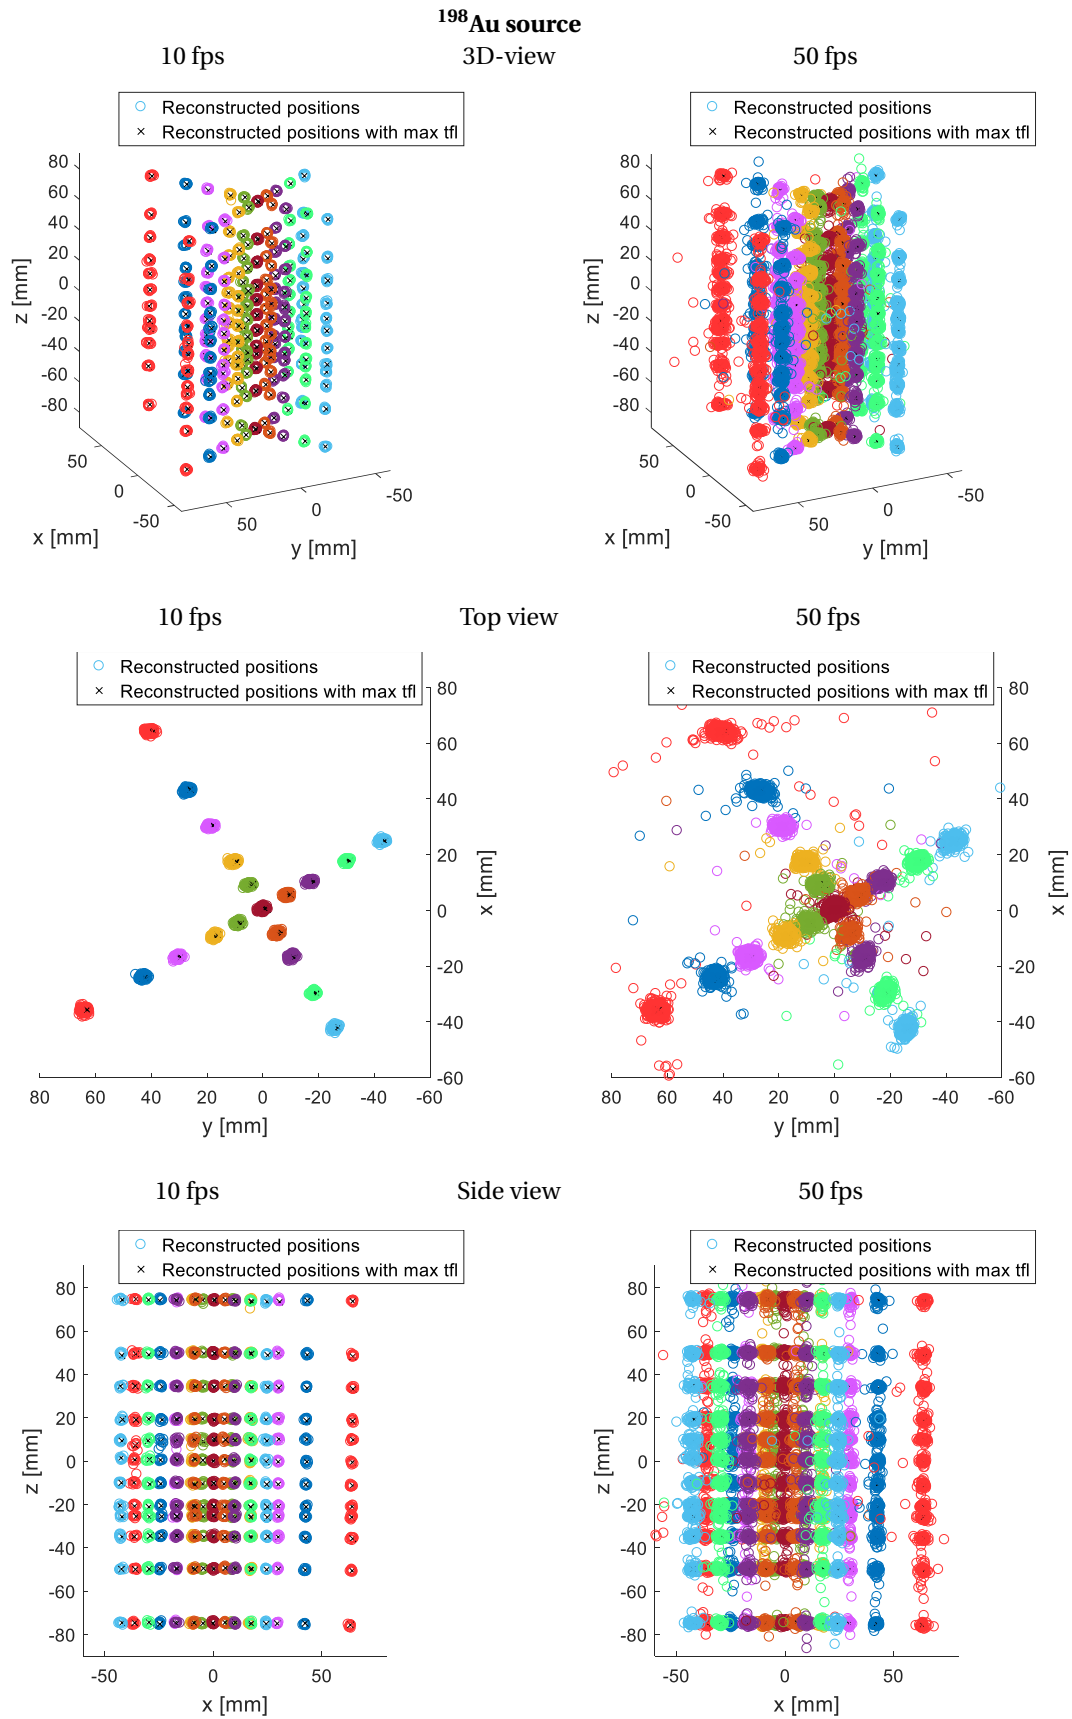 ¹⁹⁸Au source
10 fps 3D-view 50 fps
Reconstructed positions
Reconstructed positions with max tfl
80
60
40
20
0
-20
-40
-60
-80
z [mm]
50
0
-50
x [mm]
50
0
-50
y [mm]
Reconstructed positions
Reconstructed positions with max tfl
80
60
40
20
0
-20
-40
-60
-80
z [mm]
50
0
-50
x [mm]
50
0
-50
y [mm]
10 fps Top view 50 fps
Reconstructed positions
Reconstructed positions with max tfl
80
60
40
20
0
-20
-40
-60
x [mm]
80 60 40 20 0 -20 -40 -60
y [mm]
Reconstructed positions
Reconstructed positions with max tfl
80
60
40
20
0
-20
-40
-60
x [mm]
80 60 40 20 0 -20 -40 -60
y [mm]
10 fps Side view 50 fps
Reconstructed positions
Reconstructed positions with max tfl
80
60
40
20
0
-20
-40
-60
-80
z [mm]
-50 0 50
x [mm]
Reconstructed positions
Reconstructed positions with max tfl
80
60
40
20
0
-20
-40
-60
-80
z [mm]
-50 0 50
x [mm]